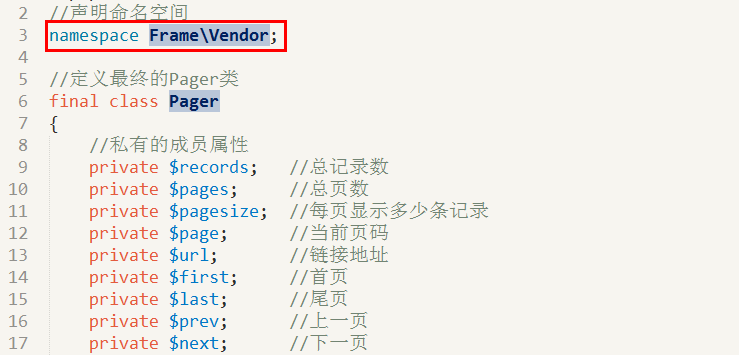 2 //声明命名空间
3 namespace Frame\Vendor;
4
5 //定义最终的Pager类
6 final class Pager
7 {
8 //私有的成员属性
9 private $records; //总记录数
10 private $pages; //总页数
11 private $pagesize; //每页显示多少条记录
12 private $page; //当前页码
13 private $url; //链接地址
14 private $first; //首页
15 private $last; //尾页
16 private $prev; //上一页
17 private $next; //下一页